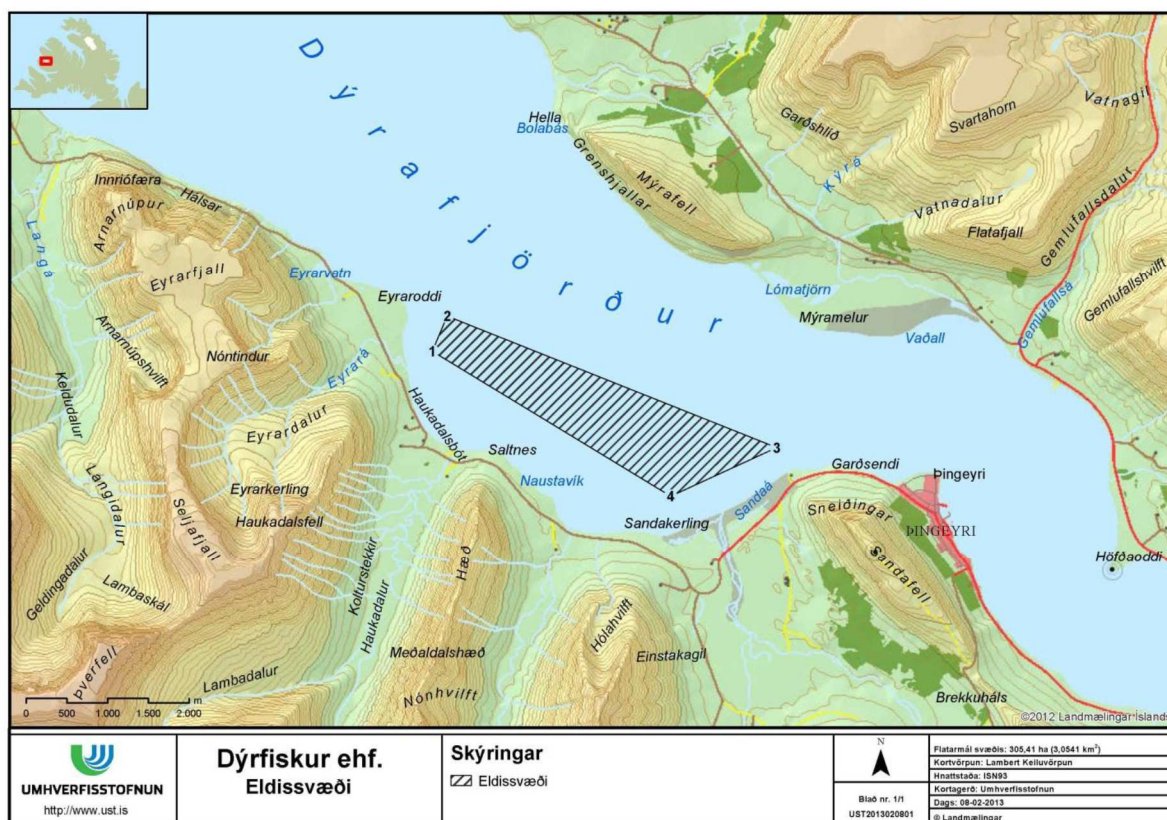 Dýrafjörður
Hella
Bolabás
Grenshjallar
Mýrafell
Garðshlið
Svartahorn
Vatnagil
Kýrá
Vatnadalur
Flatafjall
Gemlufallsdalur
Gemlufallshvilft
Gemlufallsá
Innriófæra
Hálsar
Arnarnúpur
Langá
Eyrarfjall
Eyrarvatn
Eyraroddi
Lómatjörn
Mýramelur
Vaðall
2
1
3
4
Arnarnúpshvilft
Nóntindur
Eyrará
Keldudalur
Eyrardalur
Haukadalsbót
Saltnes
Naustavík
Garðsendi
Þingeyri
ÞINGEYRI
Langidalur
Eyrarkerling
Haukadalsfell
Seljafjall
Sandakerling
Sandaá
Sneiðingar
Sandafell
Höfðaoddi
Geldingadalur
Lambaskál
Kolturstekkir
Haukadalur
Hæð
Hólahvilft
Meðaldalshæð
Einstakagil
Þverfell
Lambadalur
Nónhvilft
Brekkuháls
0 500 1.000 1.500 2.000 m
©2012 Landmælingar Íslands
UMHVERFISSTOFNUN
http://www.ust.is
Dýrfiskur ehf.
Eldissvæði
Skýringar
Eldissvæði
N
Blað nr. 1/1
UST2013020801
Flatarmál svæðis: 305,41 ha (3,0541 km²)
Kortvörpun: Lambert Keiluvörpun
Hnattstaða: ISN93
Kortagerð: Umhverfisstofnun
Dags: 08-02-2013
© Landmælingar